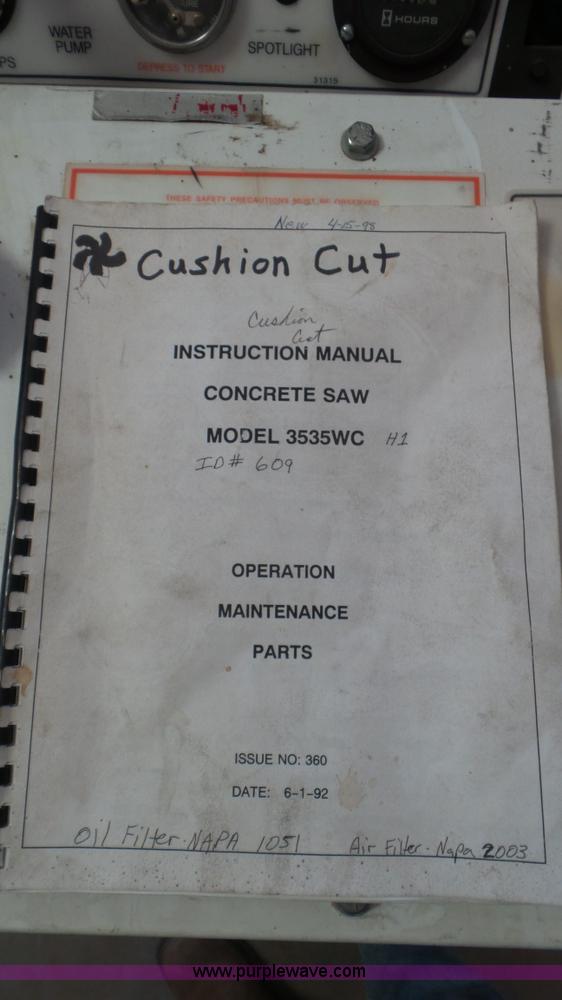 HOURS
WATER
PUMP
PS
SPOTLIGHT
DEPRESS TO START
31315
THESE SAFETY PRECAUTIONS MUST BE OBSERVED
New 4-15-98
Cushion Cut
Cushion
Cut
INSTRUCTION MANUAL
CONCRETE SAW
MODEL 3535WC H1
ID# 609
OPERATION
MAINTENANCE
PARTS
ISSUE NO: 360
DATE: 6-1-92
Oil Filter-NAPA 1051 Air Filter-Napa 2003
www.purplewave.com